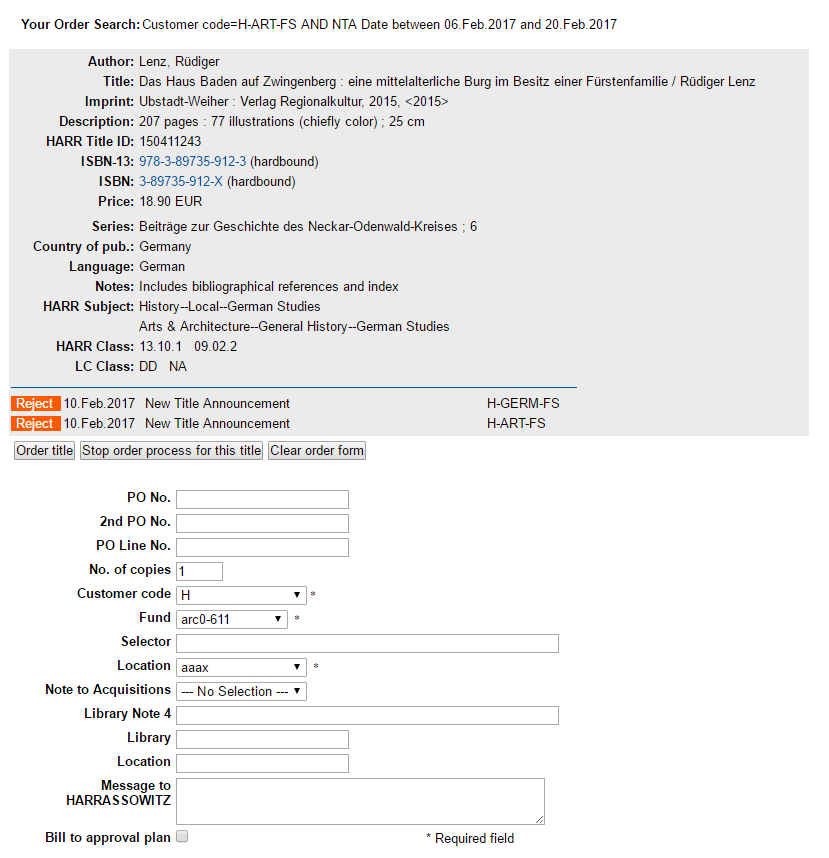 Your Order Search: Customer code=H-ART-FS AND NTA Date between 06.Feb.2017 and 20.Feb.2017
Author: Lenz, Rüdiger
Title: Das Haus Baden auf Zwingenberg : eine mittelalterliche Burg im Besitz einer Fürstenfamilie / Rüdiger Lenz
Imprint: Ubstadt-Weiher : Verlag Regionalkultur, 2015, <2015>
Description: 207 pages : 77 illustrations (chiefly color) ; 25 cm
HARR Title ID: 150411243
ISBN-13: 978-3-89735-912-3 (hardbound)
ISBN: 3-89735-912-X (hardbound)
Price: 18.90 EUR
Series: Beiträge zur Geschichte des Neckar-Odenwald-Kreises ; 6
Country of pub.: Germany
Language: German
Notes: Includes bibliographical references and index
HARR Subject: History--Local--German Studies
Arts & Architecture--General History--German Studies
HARR Class: 13.10.1 09.02.2
LC Class: DD NA
Reject 10.Feb.2017 New Title Announcement H-GERM-FS
Reject 10.Feb.2017 New Title Announcement H-ART-FS
Order title Stop order process for this title Clear order form
PO No.
2nd PO No.
PO Line No.
No. of copies 1
Customer code H *
Fund arc0-611 *
Selector
Location aaax *
Note to Acquisitions --- No Selection ---
Library Note 4
Library
Location
Message to
HARRASSOWITZ
Bill to approval plan * Required field